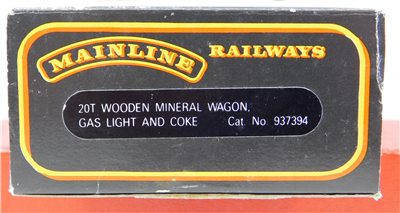 MAINLINE RAILWAYS
20T WOODEN MINERAL WAGON,
GAS LIGHT AND COKE Cat. No. 937394